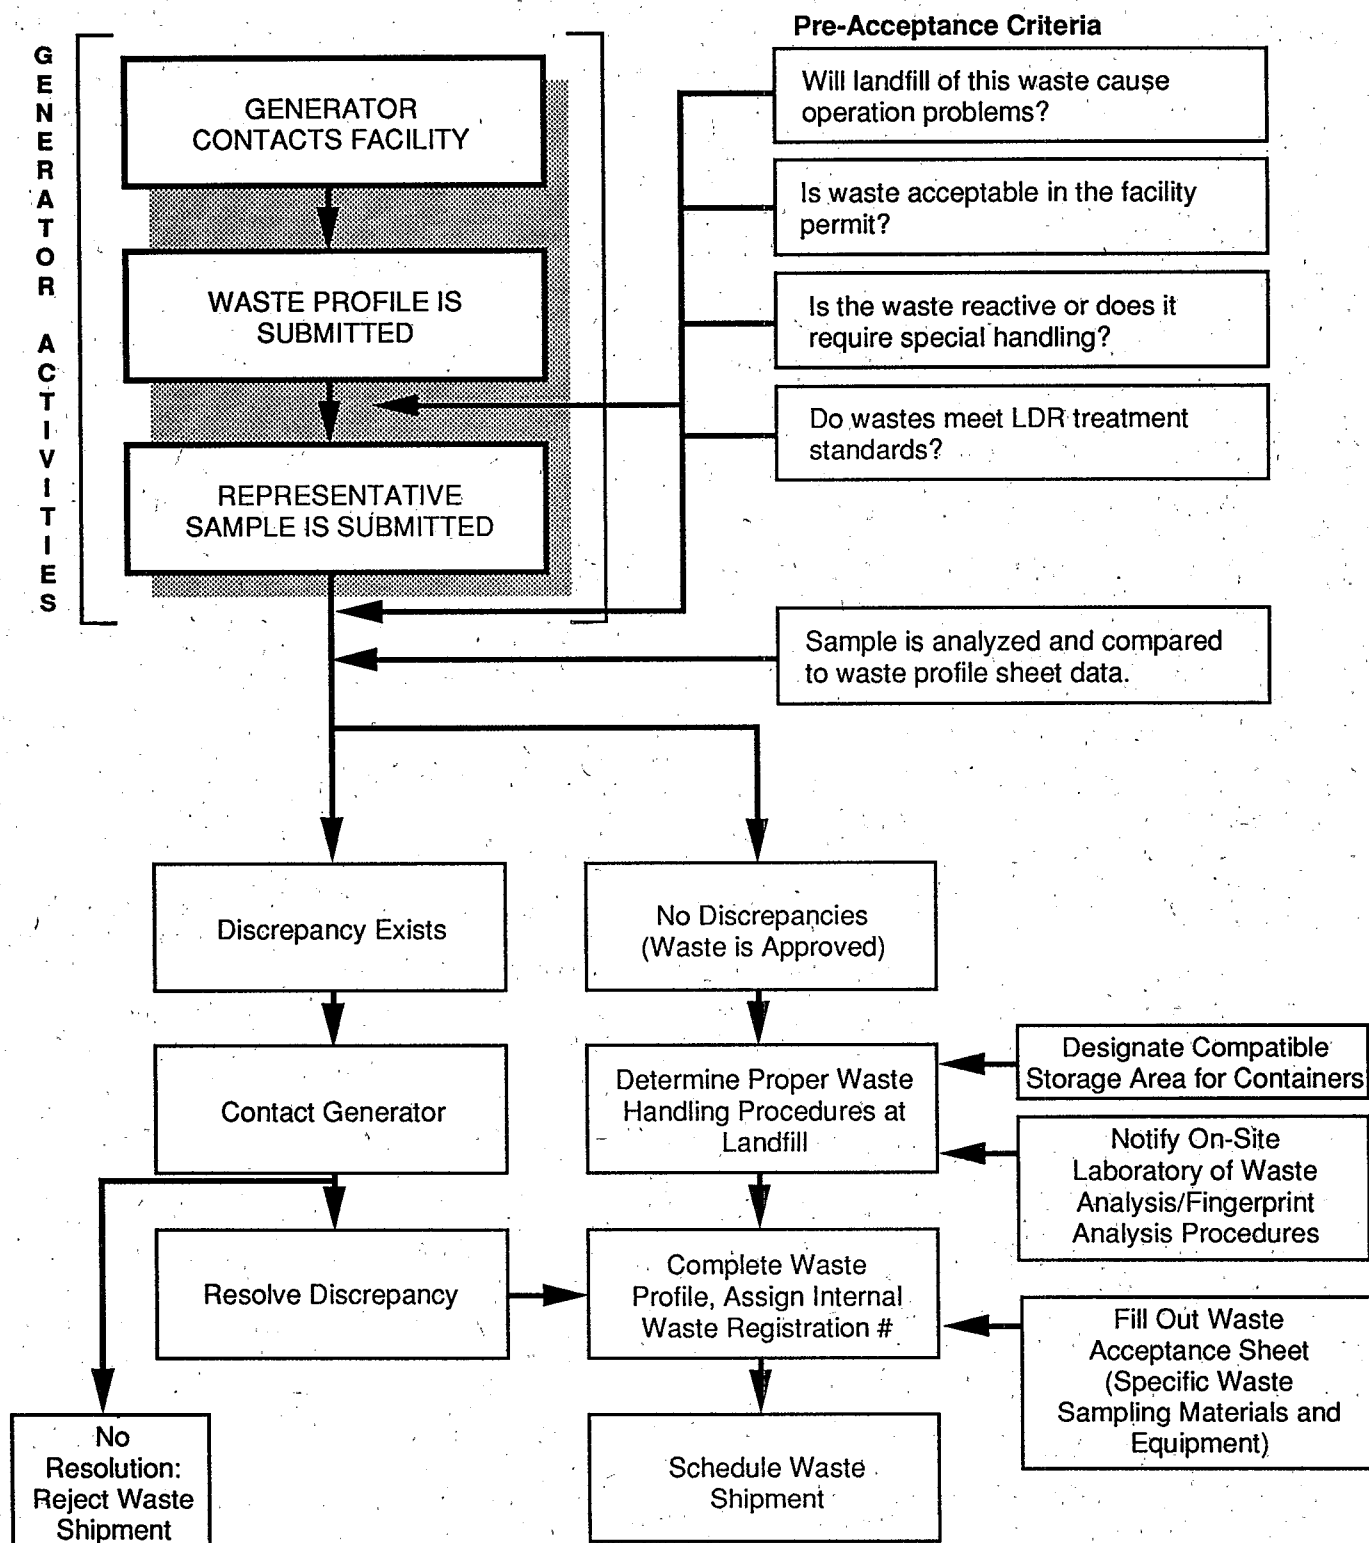 GENERATOR ACTIVITIES
GENERATOR
CONTACTS FACILITY
WASTE PROFILE IS
SUBMITTED
REPRESENTATIVE
SAMPLE IS SUBMITTED
Pre-Acceptance Criteria
Will landfill of this waste cause
operation problems?
Is waste acceptable in the facility
permit?
Is the waste reactive or does it
require special handling?
Do wastes meet LDR treatment
standards?
Sample is analyzed and compared
to waste profile sheet data.
Discrepancy Exists
No Discrepancies
(Waste is Approved)
Contact Generator
Determine Proper Waste
Handling Procedures at
Landfill
Designate Compatible
Storage Area for Containers
Notify On-Site
Laboratory of Waste
Analysis/Fingerprint
Analysis Procedures
Resolve Discrepancy
Complete Waste
Profile, Assign Internal
Waste Registration #
Fill Out Waste
Acceptance Sheet
(Specific Waste
Sampling Materials and
Equipment)
No
Resolution:
Reject Waste
Shipment
Schedule Waste
Shipment